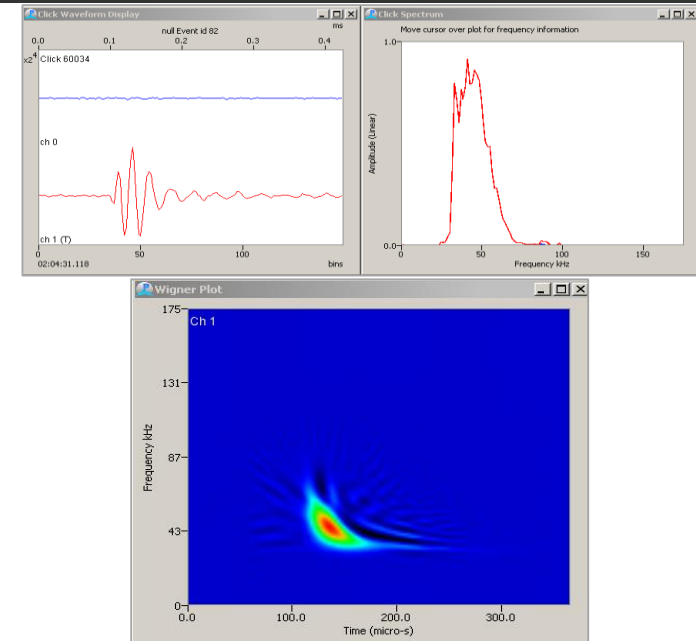 Click Waveform Display
null Event id 82
ms
0.0 0.1 0.2 0.3 0.4
x2^4 Click 60034
ch 0
ch 1 (T)
0 50 100
02:04:31.118 bins
Click Spectrum
Move cursor over plot for frequency information
1.0
Amplitude (Linear)
0.0
0 50 100 150
Frequency kHz
Wigner Plot
175
Ch 1
131
87
Frequency kHz
43
0
0.0 100.0 200.0 300.0
Time (micro-s)